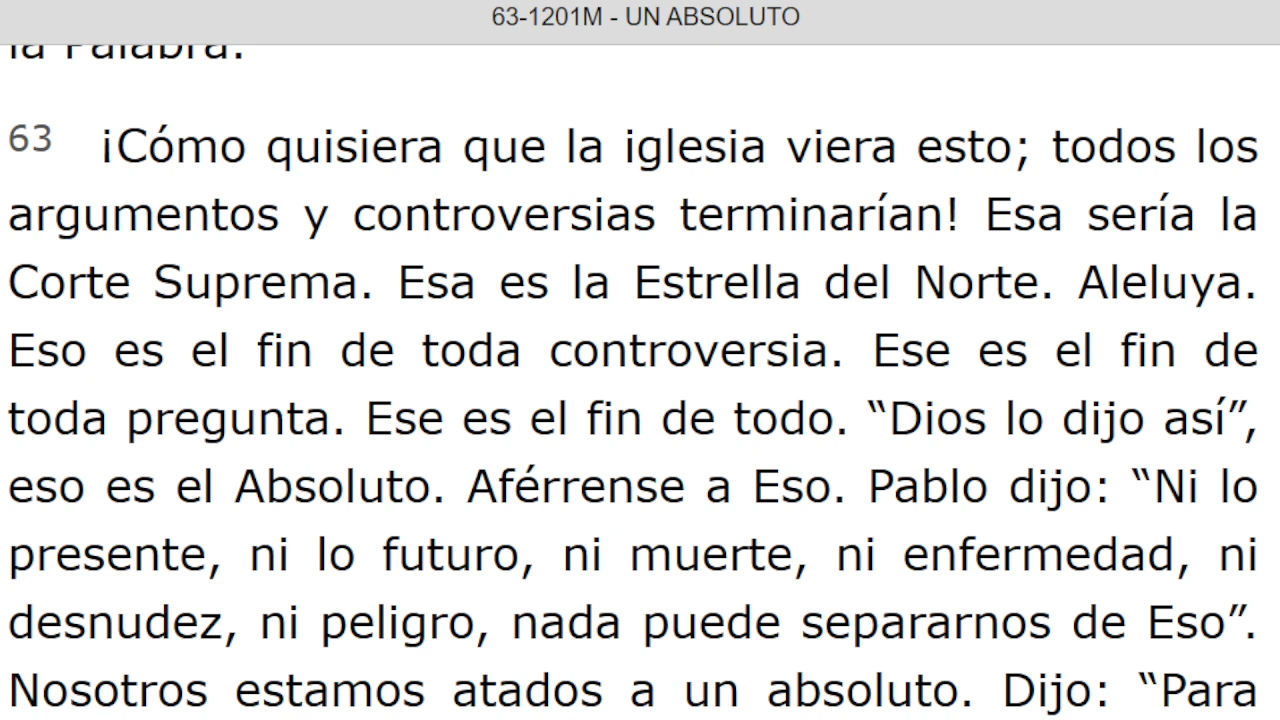 63-1201M - UN ABSOLUTO
la Palabra.
63 ¡Cómo quisiera que la iglesia viera esto; todos los
argumentos y controversias terminarían! Esa sería la
Corte Suprema. Esa es la Estrella del Norte. Aleluya.
Eso es el fin de toda controversia. Ese es el fin de
toda pregunta. Ese es el fin de todo. “Dios lo dijo así”,
eso es el Absoluto. Aférrense a Eso. Pablo dijo: “Ni lo
presente, ni lo futuro, ni muerte, ni enfermedad, ni
desnudez, ni peligro, nada puede separarnos de Eso”.
Nosotros estamos atados a un absoluto. Dijo: “Para